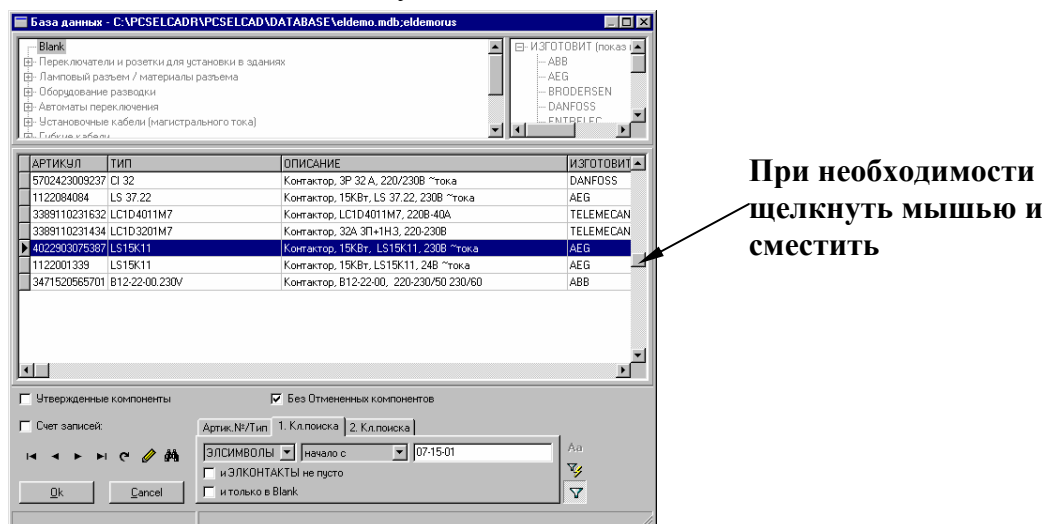 База данных - C:\PCSELCADR\PCSELCAD\DATABASE\eldemo.mdb;eldemorus
Blank
Переключатели и розетки для установки в зданиях
Ламповый разъем / материалы разъема
Оборудование разводки
Автоматы переключения
Установочные кабели (магистрального тока)
Гибкие кабели
ИЗГОТОВИТ (показ
ABB
AEG
BRODERSEN
DANFOSS
ENTRELEC
АРТИКУЛ ТИП ОПИСАНИЕ ИЗГОТОВИТ
5702423009237 CI 32 Контактор, 3P 32 А, 220/230В ~тока DANFOSS
1122084084 LS 37.22 Контактор, 15КВт, LS 37.22, 230В ~тока AEG
3389110231632 LC1D4011M7 Контактор, LC1D4011M7, 220В-40А TELEMECAN
3389110231434 LC1D3201M7 Контактор, 32А 3П+1Н.З, 220-230В TELEMECAN
4022903075387 LS15K11 Контактор, 15КВт, LS15K11, 230В ~тока AEG
1122001339 LS15K11 Контактор, 15КВт, LS15K11, 24В ~тока AEG
3471520565701 B12-22-00.230V Контактор, B12-22-00, 220-230/50 230/60 ABB
При необходимости
щелкнуть мышью и
сместить
Утвержденные компоненты Без Отмененных компонентов
Счет записей:
Артик.№/Тип 1. Кл.поиска 2. Кл.поиска
ЭЛСИМВОЛЫ начало с 07-15-01
Aa
и ЭЛКОНТАКТЫ не пусто
и только в Blank
Ok Cancel